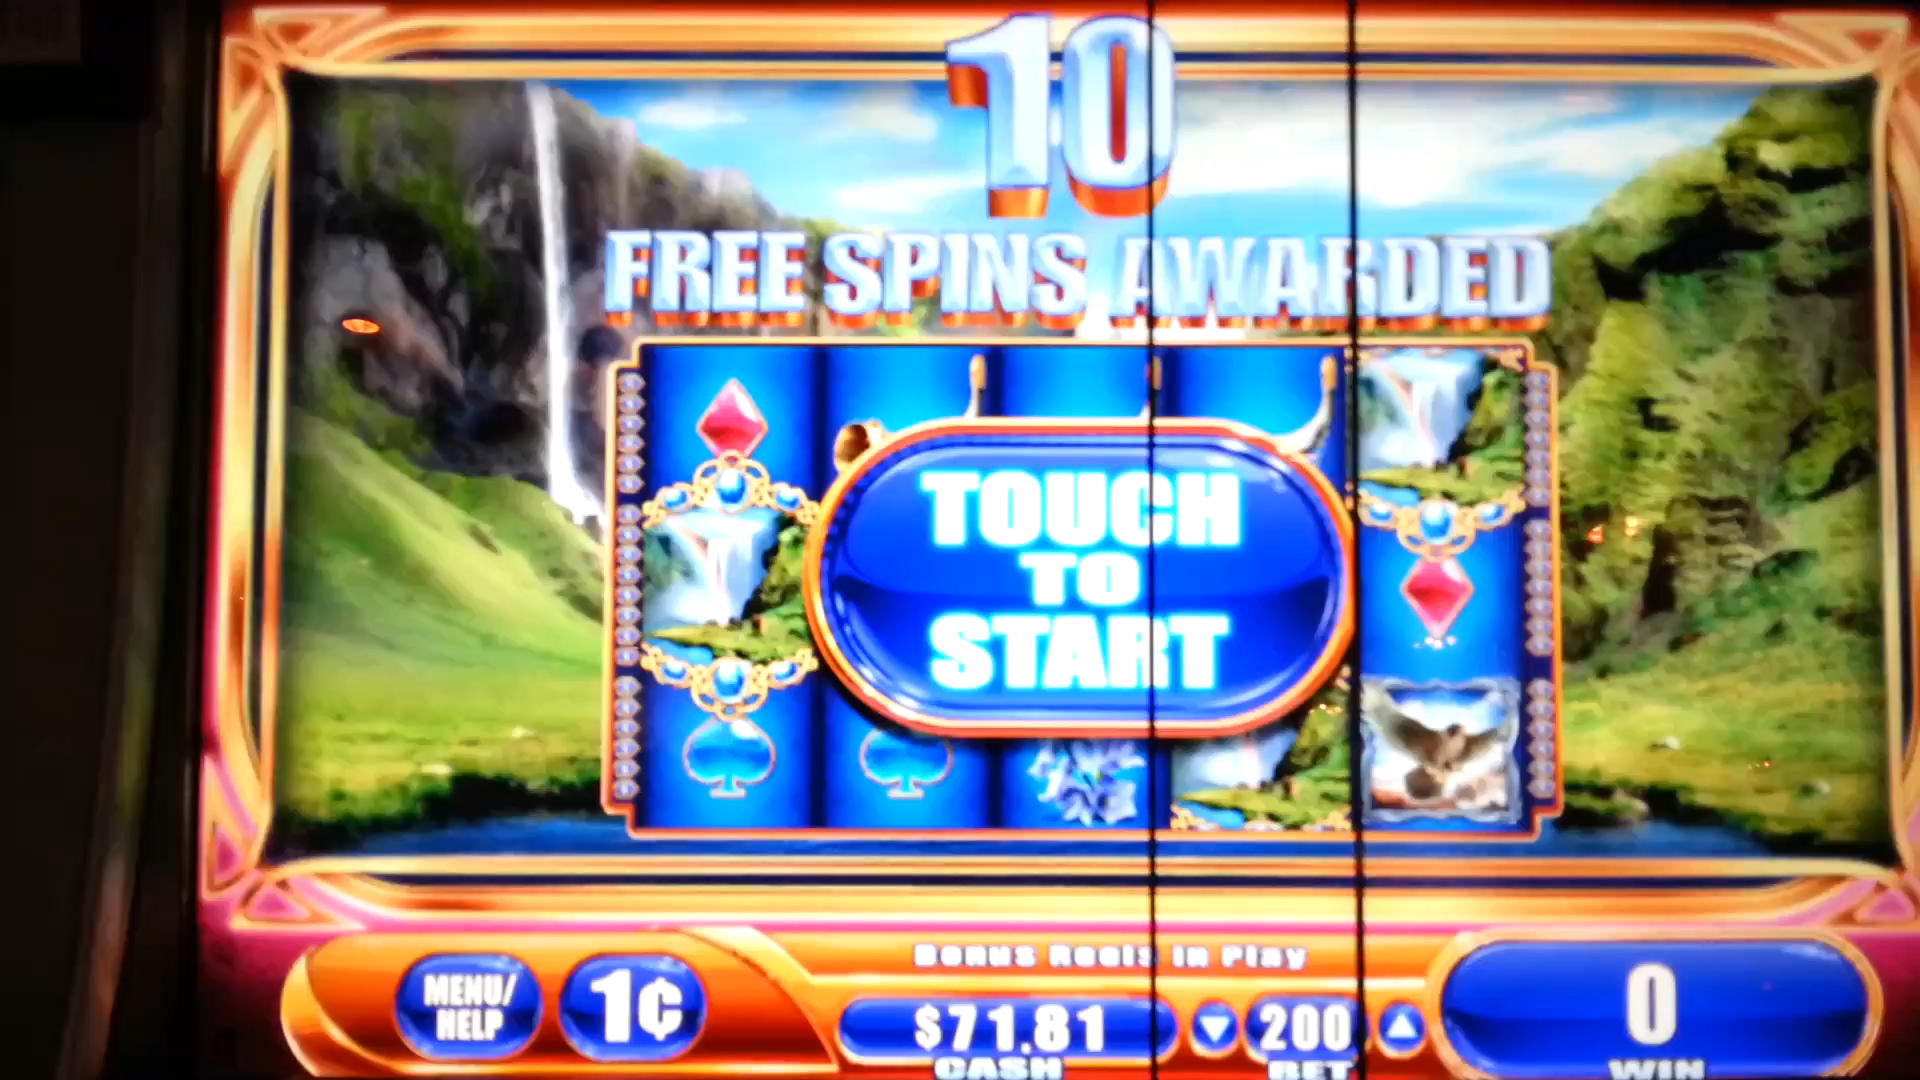 10
FREE SPINS AWARDED
TOUCH
TO
START
Bonus Reels In Play
MENU/
HELP
1¢
$71.81
CASH
200
BET
0
WIN